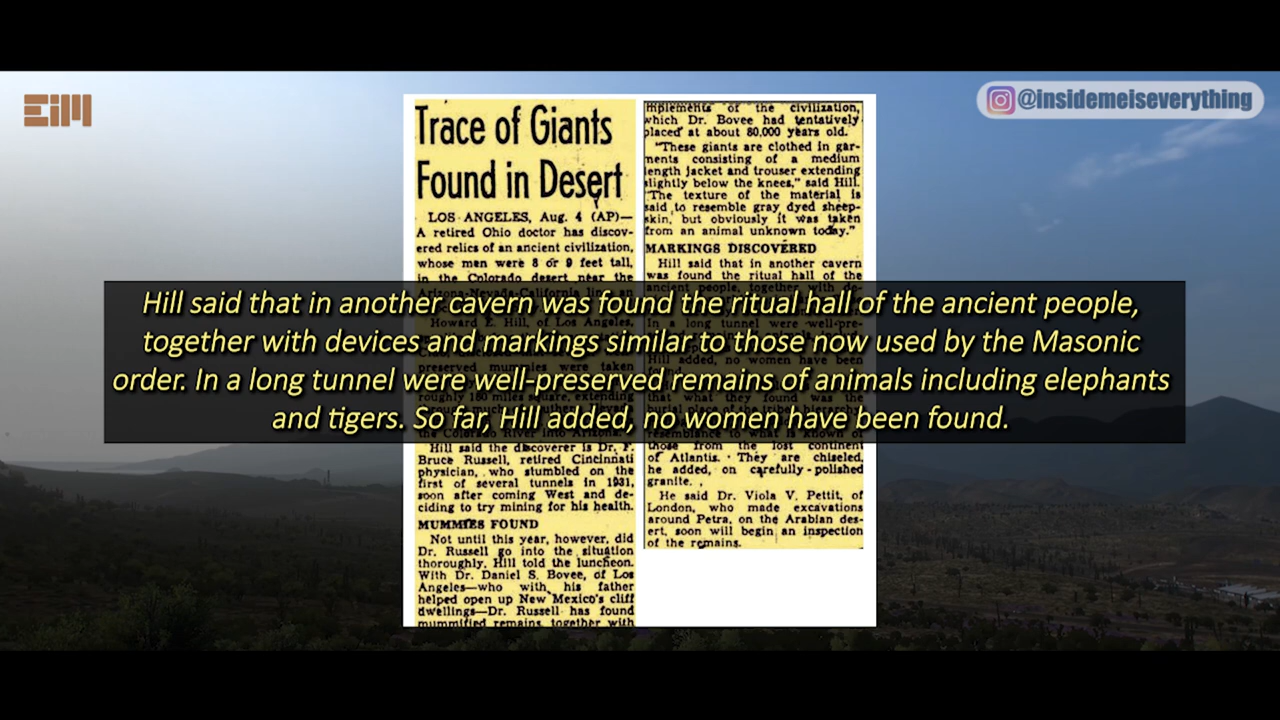 EiM
@insidemeiseverything
Trace of Giants
Found in Desert
LOS ANGELES, Aug. 4 (AP)—
A retired Ohio doctor has discov-
ered relics of an ancient civilization,
whose men were 8 or 9 feet tall,
in the Colorado desert near the
Hill said that in another cavern was found the ritual hall of the ancient people,
together with devices and markings similar to those now used by the Masonic
order. In a long tunnel were well-preserved remains of animals including elephants
and tigers. So far, Hill added, no women have been found.
Hill said the discoverer is Dr. F.
Bruce Russell, retired Cincinnati
physician, who stumbled on the
first of several tunnels in 1931,
soon after coming West and de-
ciding to try mining for his health.
MUMMIES FOUND
Not until this year, however, did
Dr. Russell go into the situation
thoroughly, Hill told the luncheon.
With Dr. Daniel S. Bovee, of Los
Angeles—who with his father
helped open up New Mexico's cliff
dwellings—Dr. Russell has found
mummified remains, together with
implements of the civilization,
which Dr. Bovee had tentatively
placed at about 80,000 years old.
"These giants are clothed in gar-
ments consisting of a medium
length jacket and trouser extending
slightly below the knees," said Hill.
"The texture of the material is
said to resemble gray dyed sheep-
skin, but obviously it was taken
from an animal unknown today."
MARKINGS DISCOVERED
Hill said that in another cavern
was found the ritual hall of the
those from the lost continent
of Atlantis. They are chiseled,
he added, on carefully-polished
granite.
He said Dr. Viola V. Pettit, of
London, who made excavations
around Petra, on the Arabian des-
ert, soon will begin an inspection
of the remains.